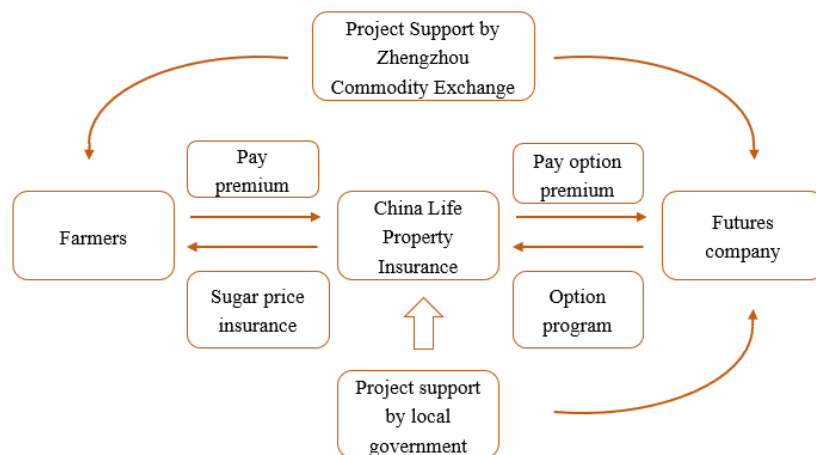 Project Support by
Zhengzhou
Commodity Exchange
Pay
premium
Pay option
premium
Farmers
China Life
Property
Insurance
Futures
company
Sugar price
insurance
Option
program
Project support
by local
government